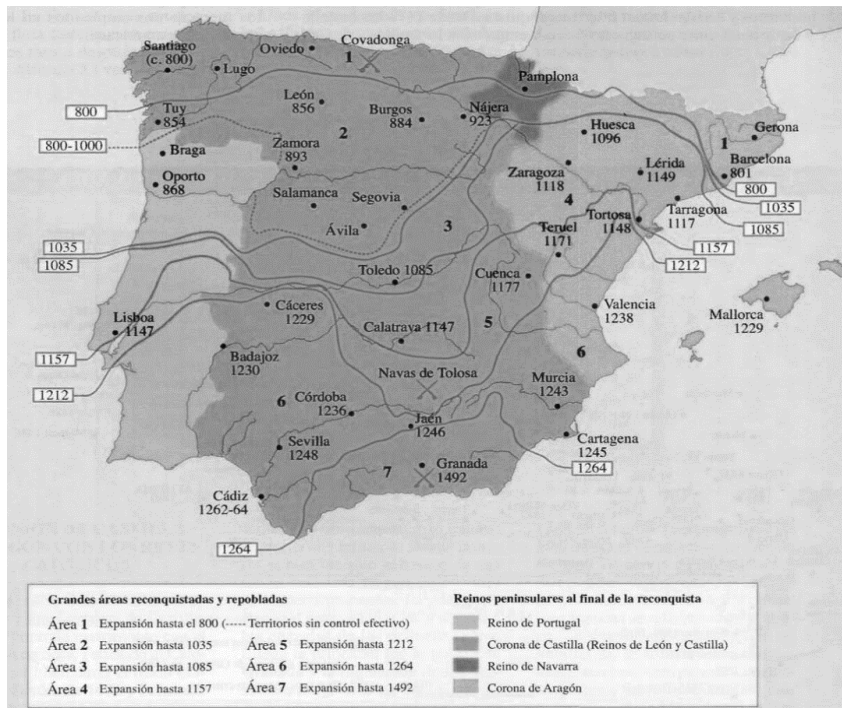 Santiago
(c. 800)
Oviedo
Covadonga
1
Lugo
Pamplona
800
Tuy
854
León
856
Burgos
884
Nájera
923
Huesca
1096
1
Gerona
800-1000
Braga
2
Zamora
893
Zaragoza
1118
Lérida
1149
Barcelona
801
800
Oporto
868
Salamanca
Segovia
4
Tarragona
1117
1035
Ávila
3
Teruel
1171
Tortosa
1148
1085
1035
1085
1157
1212
Toledo 1085
Cuenca
1177
Lisboa
1147
Cáceres
1229
Valencia
1238
Mallorca
1229
Calatrava 1147
5
1157
Badajoz
1230
6
1212
Navas de Tolosa
Murcia
1243
6
Córdoba
1236
Jaén
1246
Sevilla
1248
Cartagena
1245
1264
7
Granada
1492
Cádiz
1262-64
1264
Grandes áreas reconquistadas y repobladas
Área 1 Expansión hasta el 800 (----- Territorios sin control efectivo)
Área 2 Expansión hasta 1035
Área 3 Expansión hasta 1085
Área 4 Expansión hasta 1157
Área 5 Expansión hasta 1212
Área 6 Expansión hasta 1264
Área 7 Expansión hasta 1492
Reinos peninsulares al final de la reconquista
Reino de Portugal
Corona de Castilla (Reinos de León y Castilla)
Reino de Navarra
Corona de Aragón